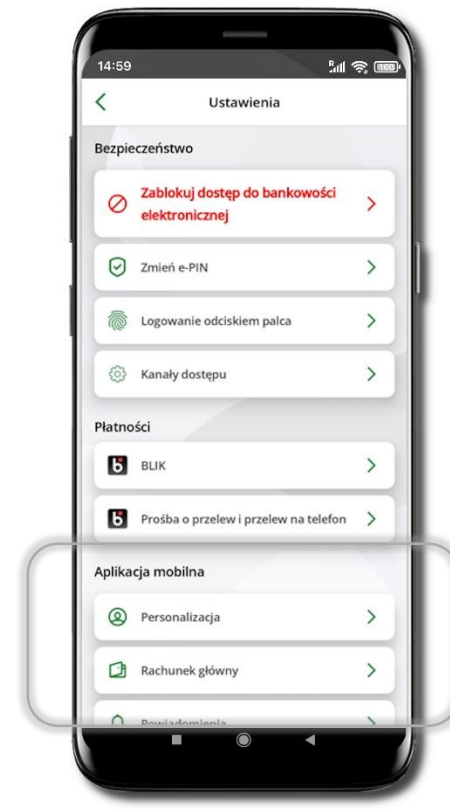 14:59
Ustawienia
Bezpieczeństwo
Zablokuj dostęp do bankowości
elektronicznej
Zmień e-PIN
Logowanie odciskiem palca
Kanały dostępu
Płatności
BLIK
Prośba o przelew i przelew na telefon
Aplikacja mobilna
Personalizacja
Rachunek główny
Powiadomienia